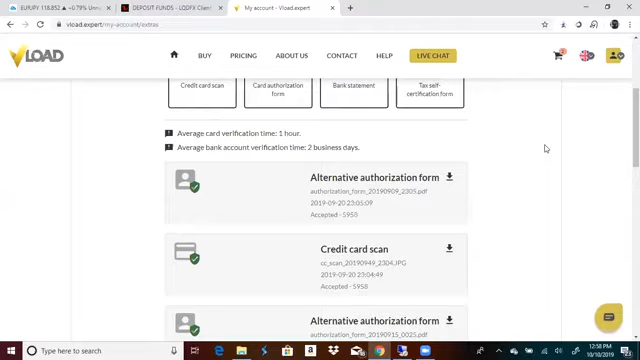 EURJPY 118.852 ▲+0.79% Unna
DEPOSIT FUNDS - LQDFX Client
My account - Vload.expert
vload.expert/my-account/extras
VLOAD
BUY
PRICING
ABOUT US
CONTACT
HELP
LIVE CHAT
Credit card scan
Card authorization
form
Bank statement
Tax self-
certification form
Average card verification time: 1 hour.
Average bank account verification time: 2 business days.
Alternative authorization form
authorization_form_20190909_2305.pdf
2019-09-20 23:05:09
Accepted - 5958
Credit card scan
cc_scan_20190949_2304.JPG
2019-09-20 23:04:49
Accepted - 5958
Alternative authorization form
authorization_form_20190915_0025.pdf
Type here to search
12:58 PM
10/10/2019